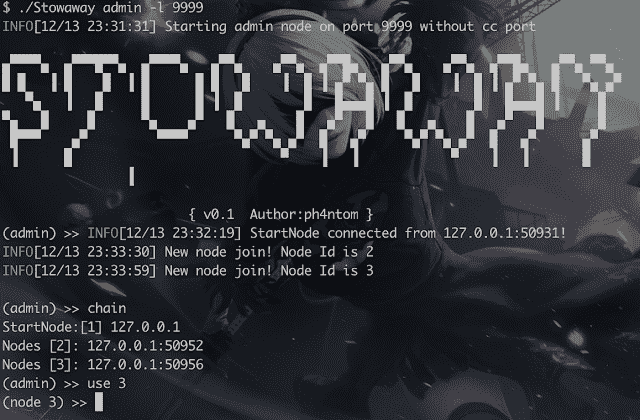 $ ./Stowaway admin -l 9999
INFO[12/13 23:31:31] Starting admin node on port 9999 without cc port
STOWAWAY
{ v0.1  Author:ph4ntom }
(admin) >> INFO[12/13 23:32:19] StartNode connected from 127.0.0.1:50931!
INFO[12/13 23:33:30] New node join! Node Id is 2
INFO[12/13 23:33:59] New node join! Node Id is 3
(admin) >> chain
StartNode:[1] 127.0.0.1
Nodes [2]: 127.0.0.1:50952
Nodes [3]: 127.0.0.1:50956
(admin) >> use 3
(node 3) >>